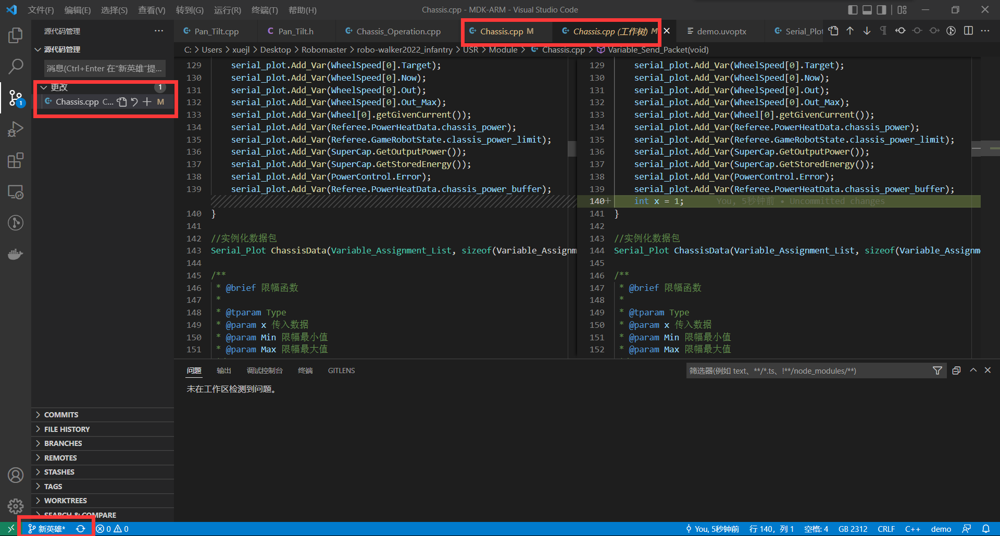 文件(F) 编辑(E) 选择(S) 查看(V) 转到(G) 运行(R) 终端(T) 帮助(H) Chassis.cpp - MDK-ARM - Visual Studio Code
源代码管理 ···
源代码管理
消息(Ctrl+Enter 在"新英雄"提...
更改 1
Chassis.cpp C... M
1
COMMITS
FILE HISTORY
BRANCHES
REMOTES
STASHES
TAGS
WORKTREES
SEARCH & COMPARE
Pan_Tilt.cpp Pan_Tilt.h Chassis_Operation.cpp Chassis.cpp M Chassis.cpp (工作树) M demo.uvoptx Serial_Plot
C: > Users > xuejl > Desktop > Robomaster > robo-walker2022_infantry > USR > Module > Chassis.cpp > Variable_Send_Packet(void)
129 serial_plot.Add_Var(WheelSpeed[0].Target);
130 serial_plot.Add_Var(WheelSpeed[0].Now);
131 serial_plot.Add_Var(WheelSpeed[0].Out);
132 serial_plot.Add_Var(WheelSpeed[0].Out_Max);
133 serial_plot.Add_Var(Wheel[0].getGivenCurrent());
134 serial_plot.Add_Var(Referee.PowerHeatData.chassis_power);
135 serial_plot.Add_Var(Referee.GameRobotState.classis_power_limit);
136 serial_plot.Add_Var(SuperCap.GetOutputPower());
137 serial_plot.Add_Var(SuperCap.GetStoredEnergy());
138 serial_plot.Add_Var(PowerControl.Error);
139 serial_plot.Add_Var(Referee.PowerHeatData.chassis_power_buffer);
140 }
141
142 //实例化数据包
143 Serial_Plot ChassisData(Variable_Assignment_List, sizeof(Variable_Assignm
144
145 /**
146 * @brief 限幅函数
147 *
148 * @tparam Type
149 * @param x 传入数据
150 * @param Min 限幅最小值
151 * @param Max 限幅最大值
129 serial_plot.Add_Var(WheelSpeed[0].Target);
130 serial_plot.Add_Var(WheelSpeed[0].Now);
131 serial_plot.Add_Var(WheelSpeed[0].Out);
132 serial_plot.Add_Var(WheelSpeed[0].Out_Max);
133 serial_plot.Add_Var(Wheel[0].getGivenCurrent());
134 serial_plot.Add_Var(Referee.PowerHeatData.chassis_power);
135 serial_plot.Add_Var(Referee.GameRobotState.classis_power_limit);
136 serial_plot.Add_Var(SuperCap.GetOutputPower());
137 serial_plot.Add_Var(SuperCap.GetStoredEnergy());
138 serial_plot.Add_Var(PowerControl.Error);
139 serial_plot.Add_Var(Referee.PowerHeatData.chassis_power_buffer);
140+ int x = 1; You, 5秒钟前 • Uncommitted changes
141 }
142
143 //实例化数据包
144 Serial_Plot ChassisData(Variable_Assignment_List, sizeof(Variable_Assignm
145
146 /**
147 * @brief 限幅函数
148 *
149 * @tparam Type
150 * @param x 传入数据
151 * @param Min 限幅最小值
152 * @param Max 限幅最大值
问题 输出 调试控制台 终端 GITLENS 筛选器(例如 text、**/*.ts、!**/node_modules/**)
未在工作区检测到问题。
新英雄* 0 0 You, 5秒钟前 行 140，列 1 空格: 4 GB 2312 CRLF C++ demo